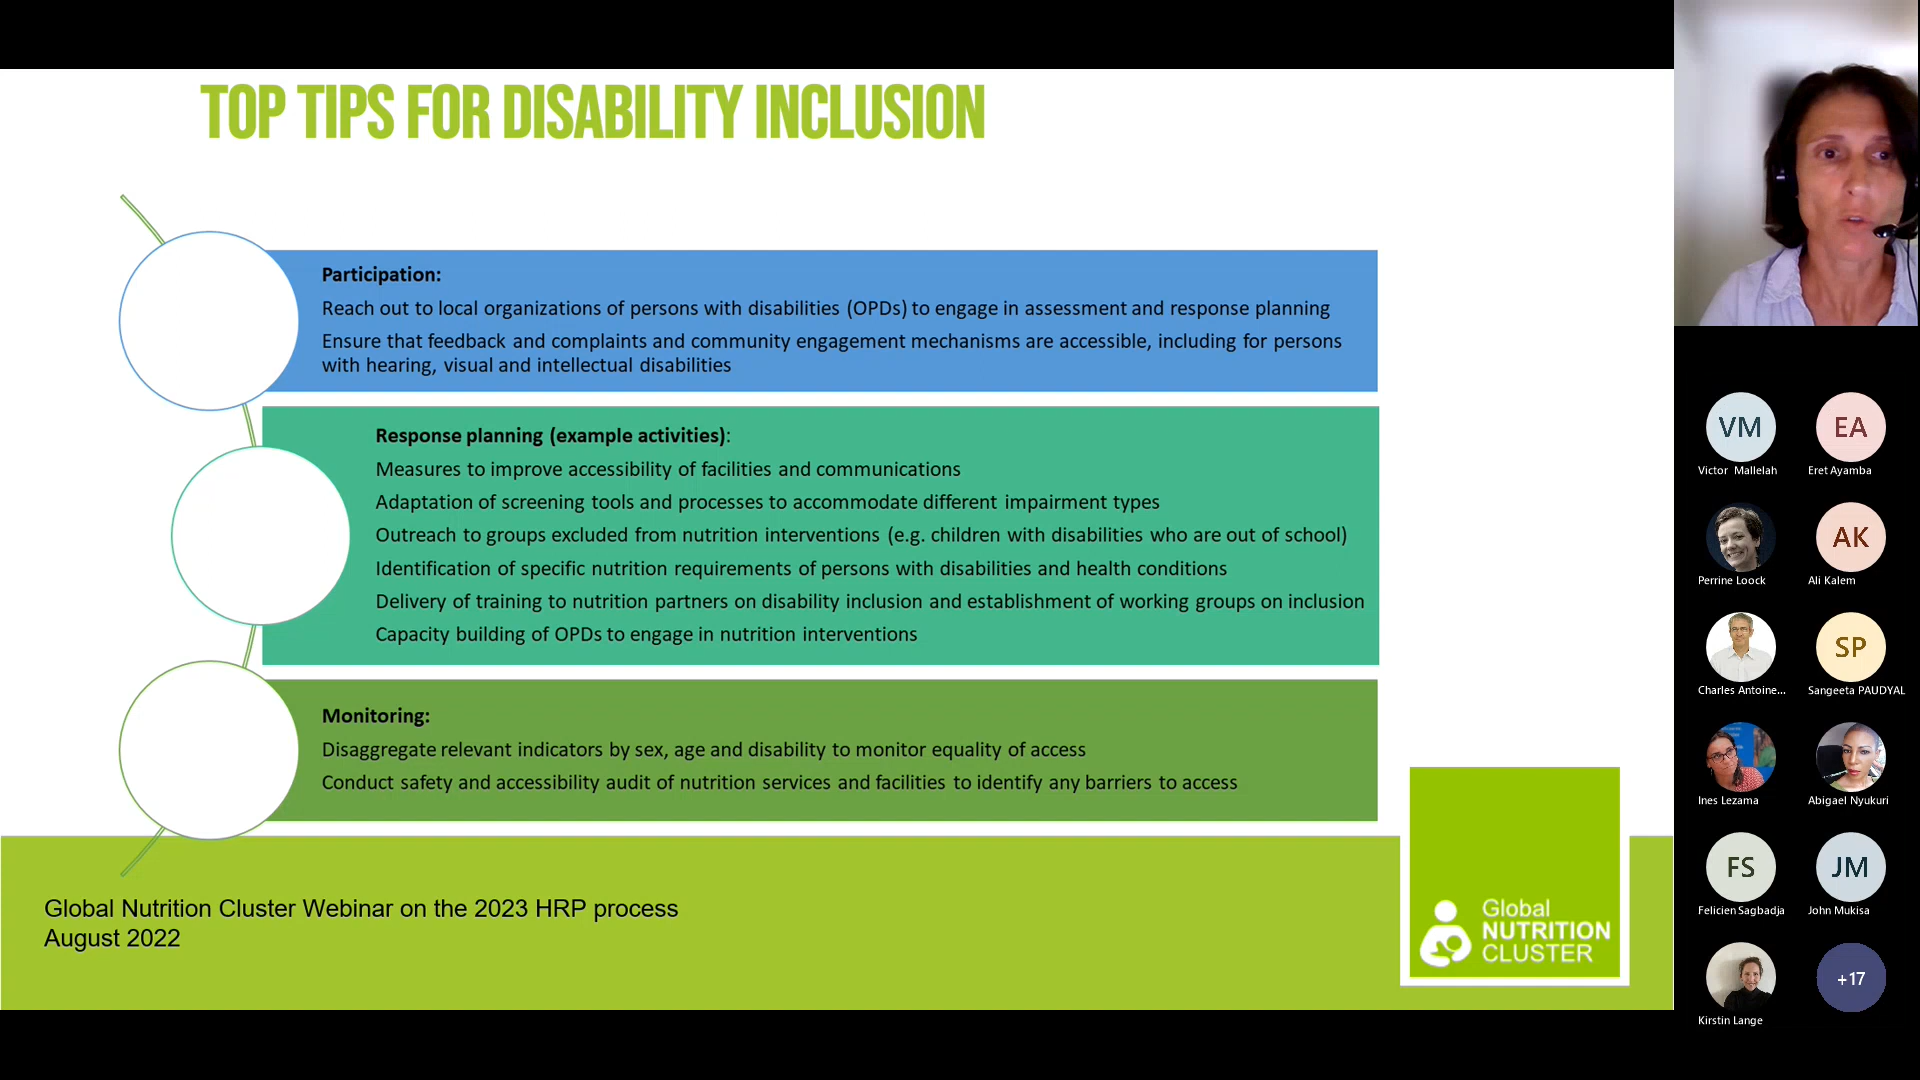 TOP TIPS FOR DISABILITY INCLUSION
Participation:
Reach out to local organizations of persons with disabilities (OPDs) to engage in assessment and response planning
Ensure that feedback and complaints and community engagement mechanisms are accessible, including for persons
with hearing, visual and intellectual disabilities
Response planning (example activities):
Measures to improve accessibility of facilities and communications
Adaptation of screening tools and processes to accommodate different impairment types
Outreach to groups excluded from nutrition interventions (e.g. children with disabilities who are out of school)
Identification of specific nutrition requirements of persons with disabilities and health conditions
Delivery of training to nutrition partners on disability inclusion and establishment of working groups on inclusion
Capacity building of OPDs to engage in nutrition interventions
Monitoring:
Disaggregate relevant indicators by sex, age and disability to monitor equality of access
Conduct safety and accessibility audit of nutrition services and facilities to identify any barriers to access
Global Nutrition Cluster Webinar on the 2023 HRP process
August 2022
Global
NUTRITION
CLUSTER
VM
Victor Mallelah
EA
Eret Ayamba
Perrine Loock
AK
Ali Kalem
Charles Antoine...
SP
Sangeeta PAUDYAL
Ines Lezama
Abigael Nyukuri
FS
Felicien Sagbadja
JM
John Mukisa
Kirstin Lange
+17